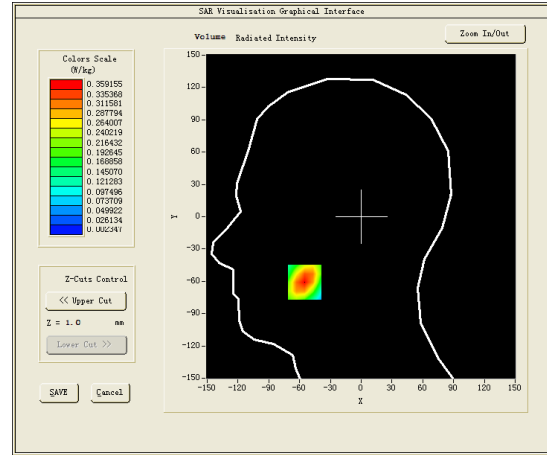 SAR Visualisation Graphical Interface
Volume Radiated Intensity
Zoom In/Out
Colors Scale
(W/kg)
0.359155
0.335368
0.311581
0.287794
0.264007
0.240219
0.216432
0.192645
0.168858
0.145070
0.121283
0.097496
0.073709
0.049922
0.026134
0.002347
150
120
90
60
30
0
-30
-60
-90
-120
-150
Y
-150 -120 -90 -60 -30 0 30 60 90 120 150
X
Z-Cuts Control
<< Upper Cut
Z = 1.0 mm
Lower Cut >>
SAVE Cancel